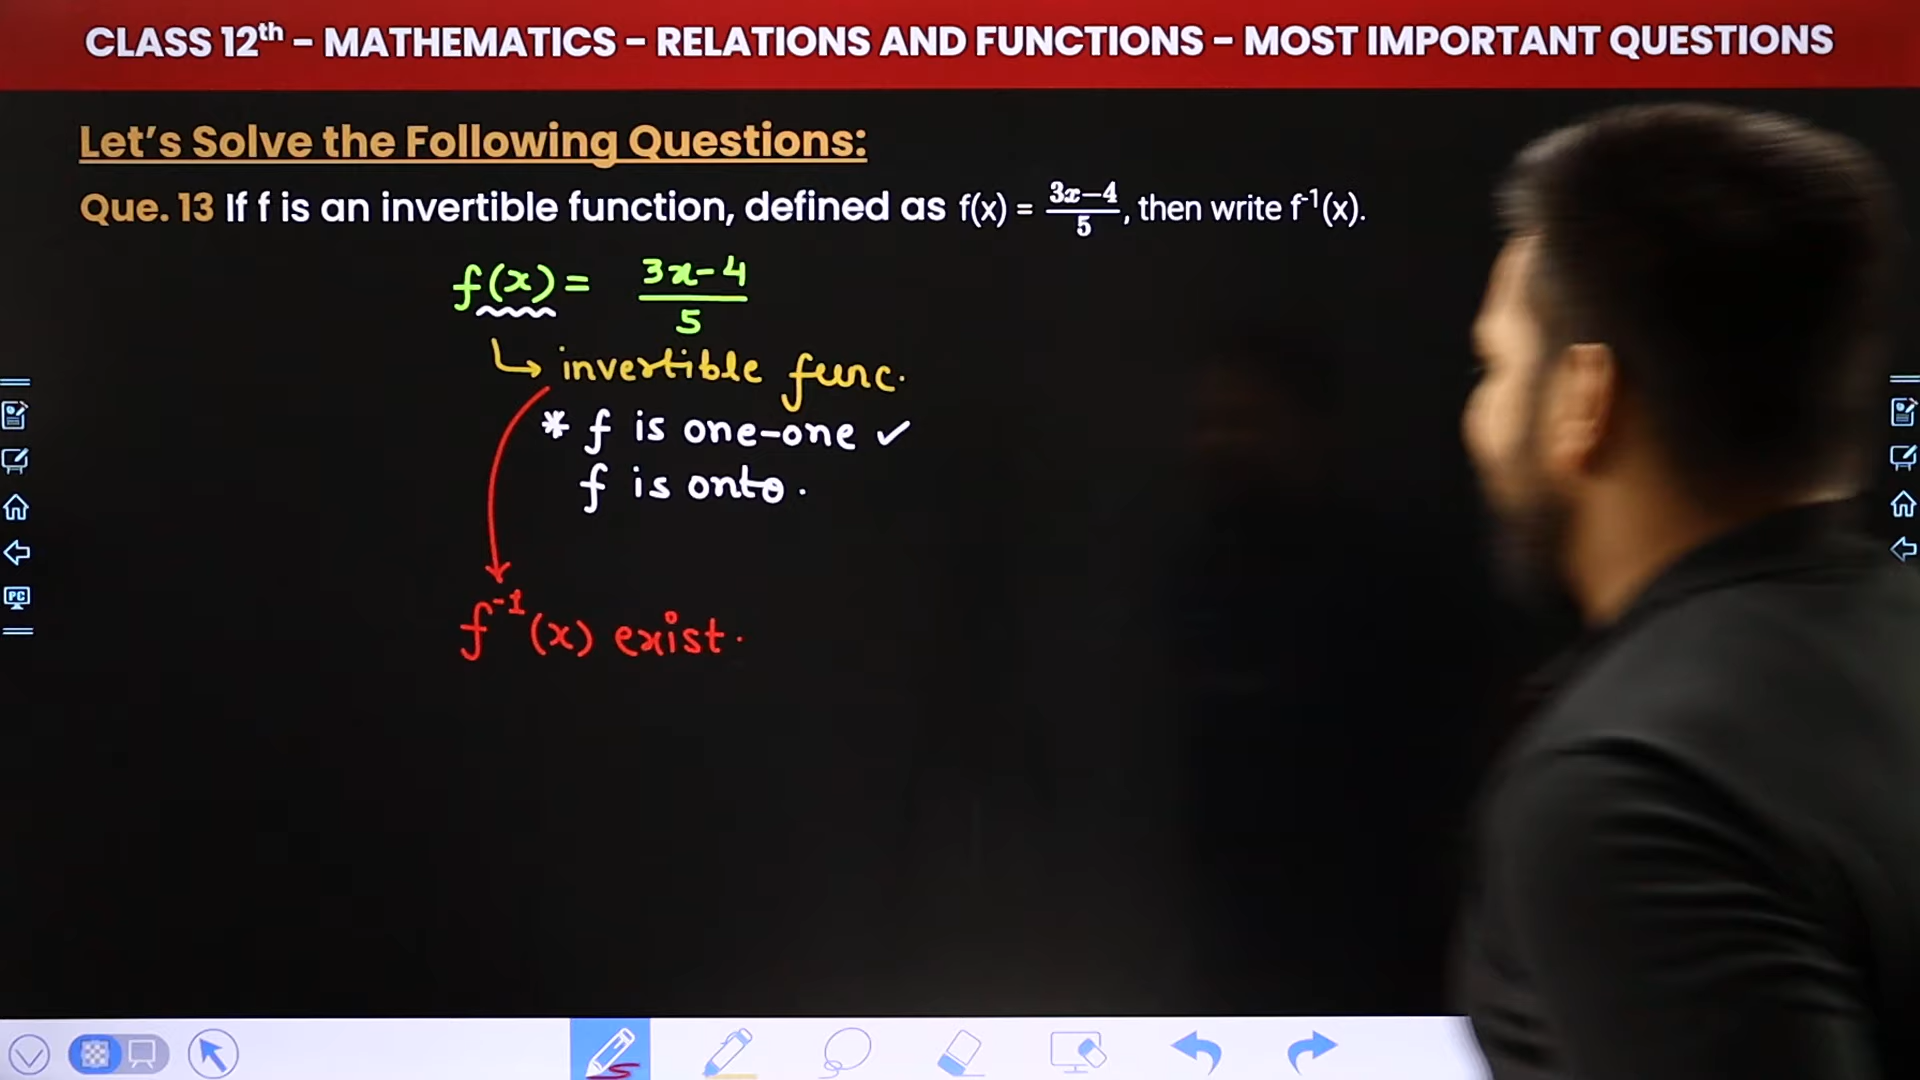 CLASS 12th - MATHEMATICS - RELATIONS AND FUNCTIONS - MOST IMPORTANT QUESTIONS
Let's Solve the Following Questions:
Que. 13 If f is an invertible function, defined as f(x) = (3x-4)/5, then write f⁻¹(x).
f(x) = (3x-4)/5
↳ invertible func.
* f is one-one ✓
f is onto.
f⁻¹(x) exist.
PC